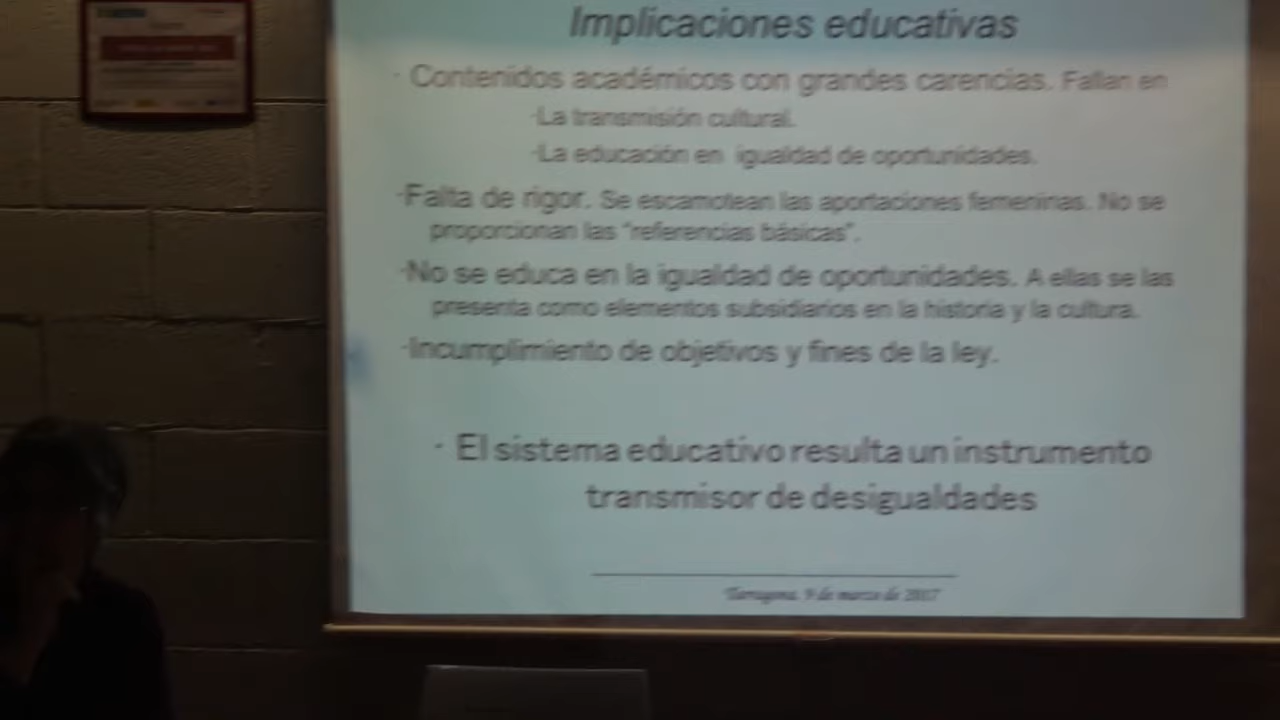 Implicaciones educativas
· Contenidos académicos con grandes carencias. Fallan en
-La transmisión cultural.
-La educación en igualdad de oportunidades.
-Falta de rigor. Se escamotean las aportaciones femeninas. No se
proporcionan las "referencias básicas".
-No se educa en la igualdad de oportunidades. A ellas se las
presenta como elementos subsidiarios en la historia y la cultura.
-Incumplimiento de objetivos y fines de la ley.
· El sistema educativo resulta un instrumento
transmisor de desigualdades
Tarragona, 9 de marzo de 2017